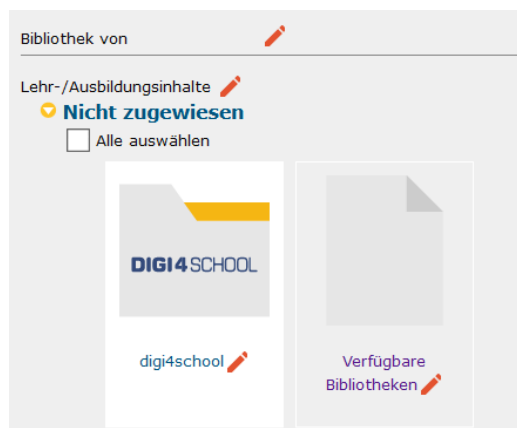 Bibliothek von
Lehr-/Ausbildungsinhalte
Nicht zugewiesen
Alle auswählen
DIGI4SCHOOL
digi4school
Verfügbare
Bibliotheken